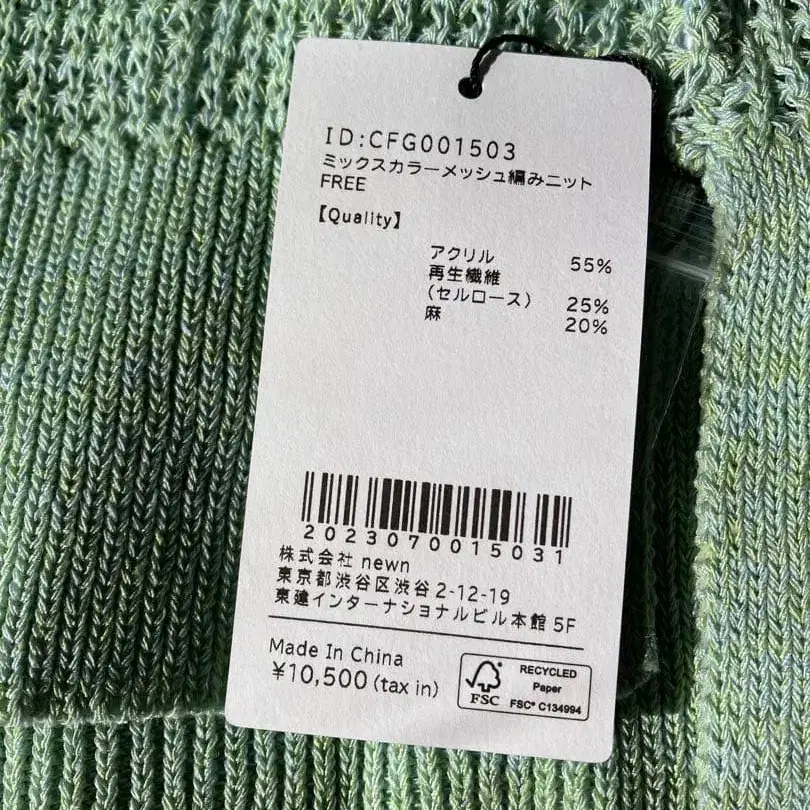 ID:CFG001503
ミックスカラーメッシュ編みニット
FREE
【Quality】
アクリル 55%
再生繊維
（セルロース） 25%
麻 20%
2023070015031
株式会社 newn
東京都渋谷区渋谷 2-12-19
東建インターナショナルビル本館 5F
Made In China
¥10,500 (tax in)
FSC
RECYCLED
Paper
FSC® C134994